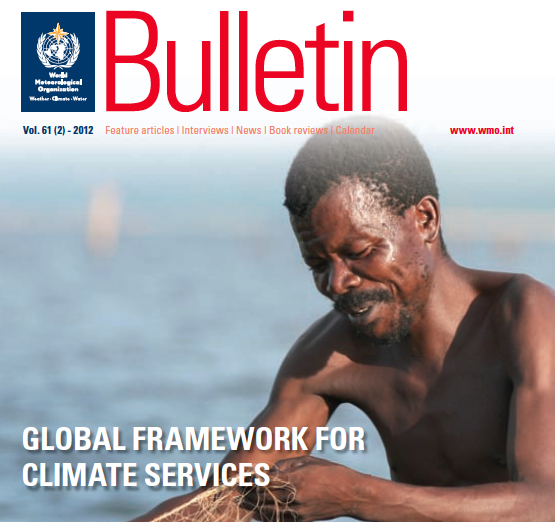 Bulletin
World
Meteorological
Organization
Weather · Climate · Water
Vol. 61 (2) - 2012 Feature articles | Interviews | News | Book reviews | Calendar www.wmo.int
GLOBAL FRAMEWORK FOR
CLIMATE SERVICES